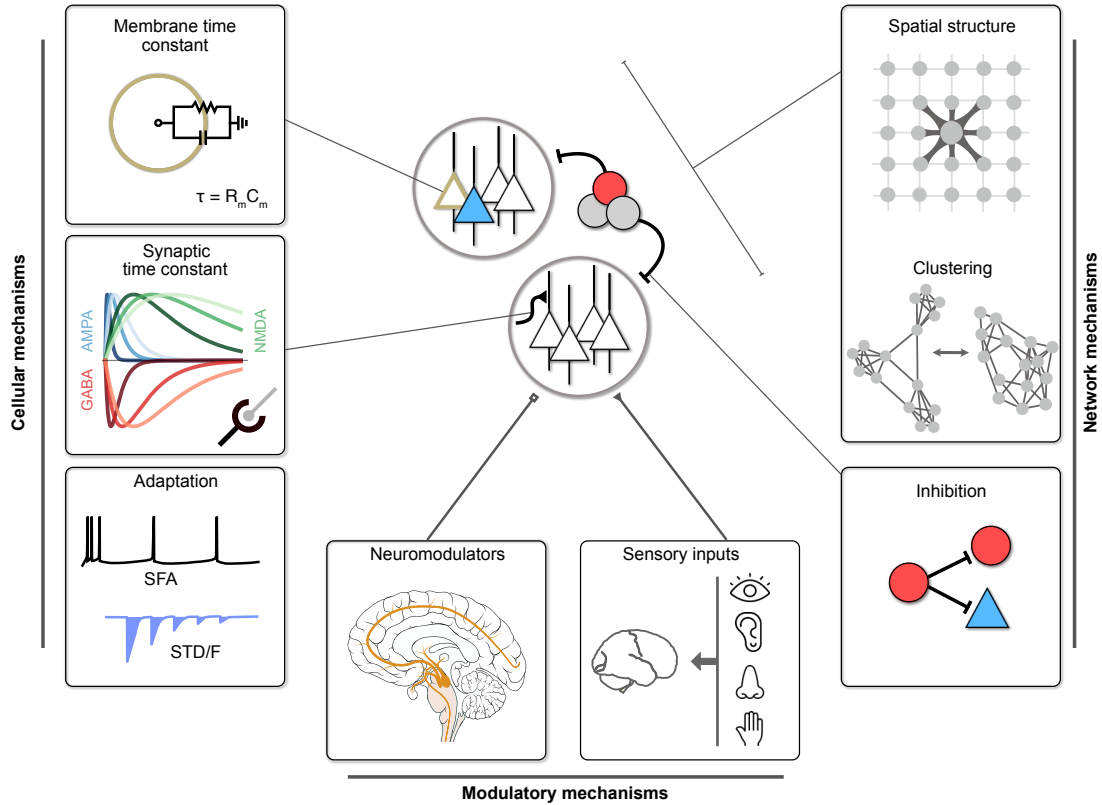 Cellular mechanisms
Membrane time
constant
τ = RmCm
Synaptic
time constant
AMPA
GABA
NMDA
Adaptation
SFA
STD/F
Neuromodulators
Sensory inputs
Modulatory mechanisms
Spatial structure
Clustering
Inhibition
Network mechanisms